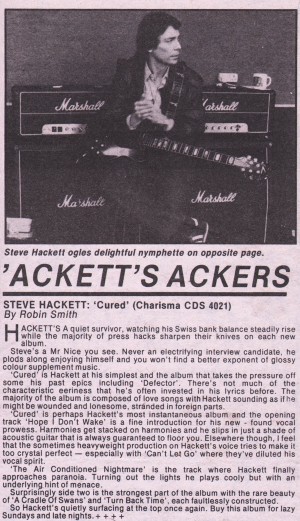 Marshall
Marshall
Marshall
Marshall
Steve Hackett ogles delightful nymphette on opposite page.
'ACKETT'S ACKERS
STEVE HACKETT: 'Cured' (Charisma CDS 4021)
By Robin Smith
HACKETT'S A quiet survivor, watching his Swiss bank balance steadily rise
while the majority of press hacks sharpen their knives on each new
album.
Steve's a Mr Nice you see. Never an electrifying interview candidate, he
plods along enjoying himself and you won't find a better exponent of glossy
colour supplement music.
'Cured' is Hackett at his simplest and the album that takes the pressure off
some his past epics including 'Defector'. There's not much of the
characteristic eeriness that he's often invested in his lyrics before. The
majority of the album is composed of love songs with Hackett sounding as if he
might be wounded and lonesome, stranded in foreign parts.
'Cured' is perhaps Hackett's most instantaneous album and the opening
track 'Hope I Don't Wake' is a fine introduction for his new - found vocal
prowess. Harmonies get stacked on harmonies and he slips in just a shade of
acoustic guitar that is always guaranteed to floor you. Elsewhere though, I feel
that the sometimes heavyweight production on Hackett's voice tries to make it
too crystal perfect — especially with 'Can't Let Go' where they've diluted his
vocal spirit.
'The Air Conditioned Nightmare' is the track where Hackett finally
approaches paranoia. Turning out the lights he plays cooly but with an
underlying hint of menace.
Surprisingly side two is the strongest part of the album with the rare beauty
of 'A Cradle Of Swans' and 'Turn Back Time', each faultlessly constructed.
So Hackett's quietly surfacing at the top once again. Buy this album for lazy
Sundays and late nights. + + + +